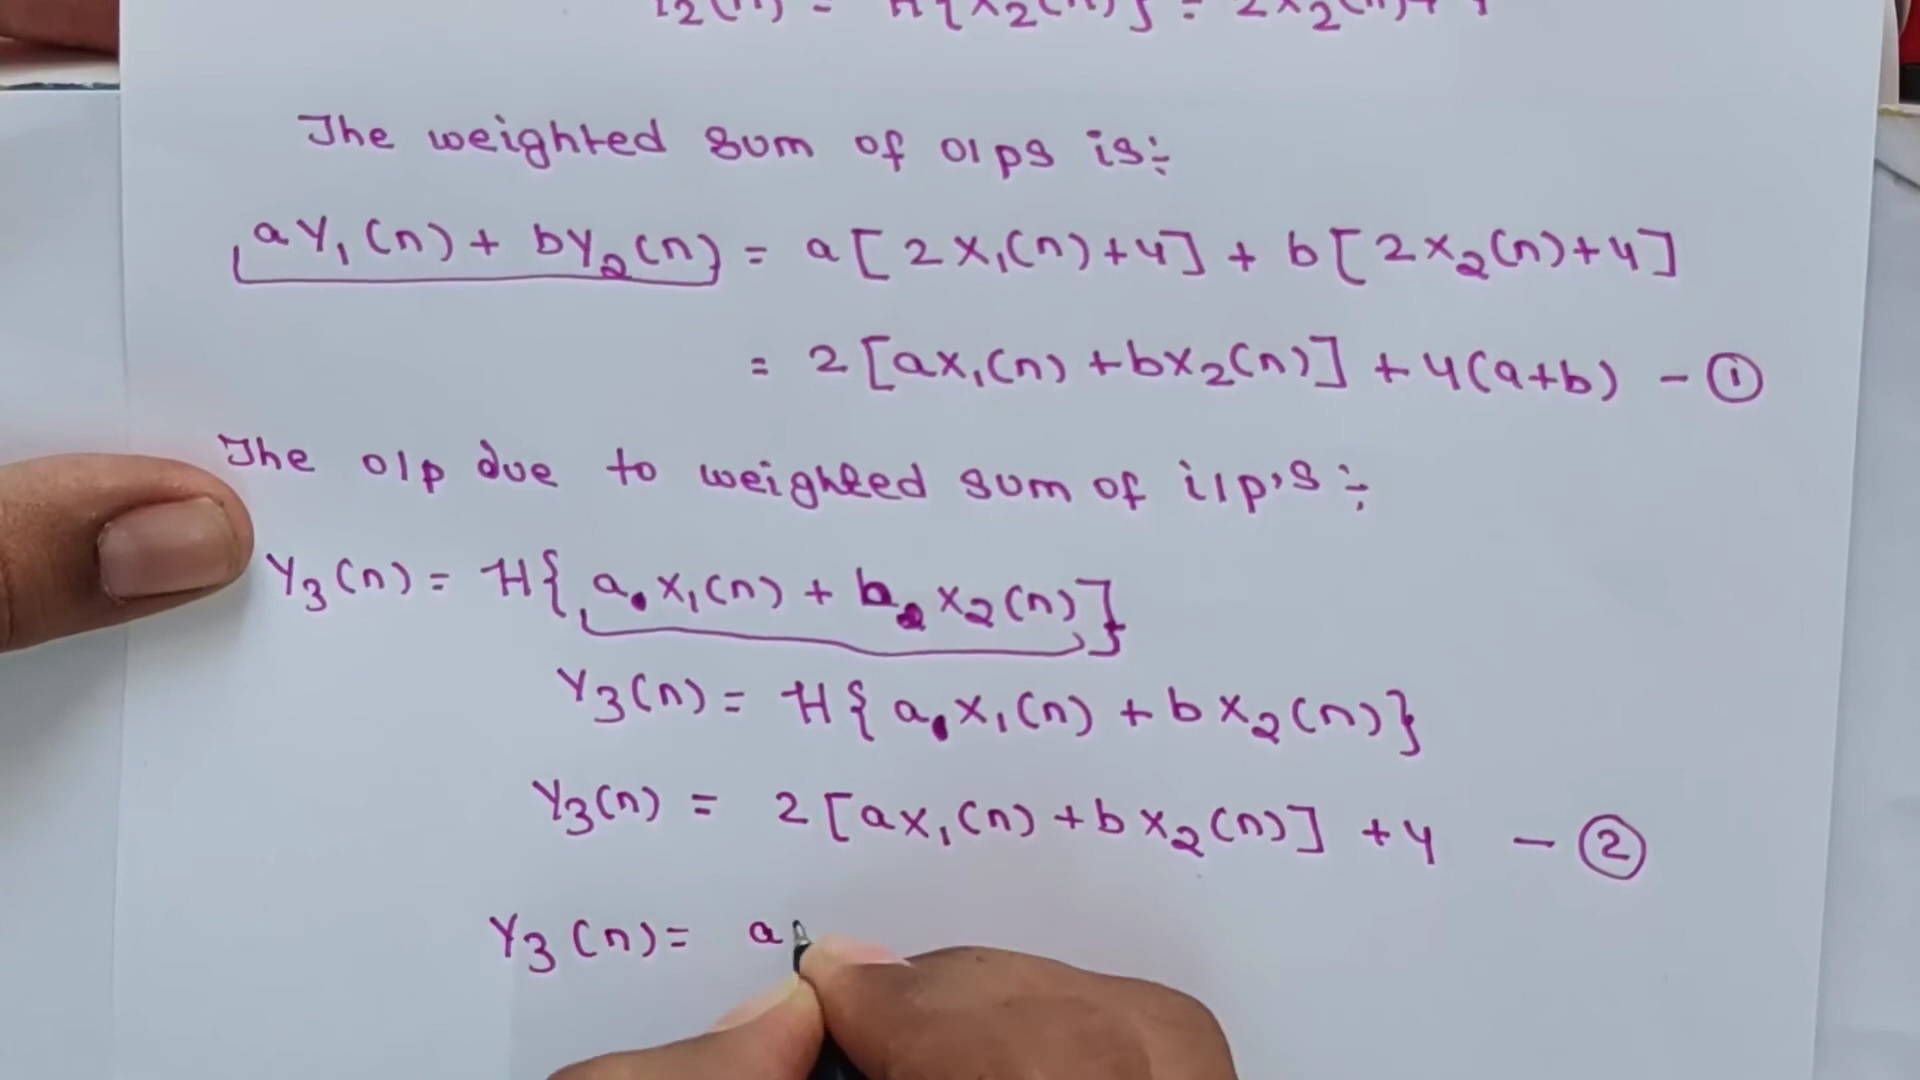 The weighted sum of o/ps is:-
aY₁(n) + bY₂(n) = a[2x₁(n)+4] + b[2x₂(n)+4]
= 2[ax₁(n) + bx₂(n)] + 4(a+b) - ①
The o/p due to weighted sum of i/p's :-
Y₃(n) = H{a x₁(n) + b x₂(n)}
Y₃(n) = H{a x₁(n) + b x₂(n)}
Y₃(n) = 2[ax₁(n) + b x₂(n)] + 4 - ②
Y₃(n) = a